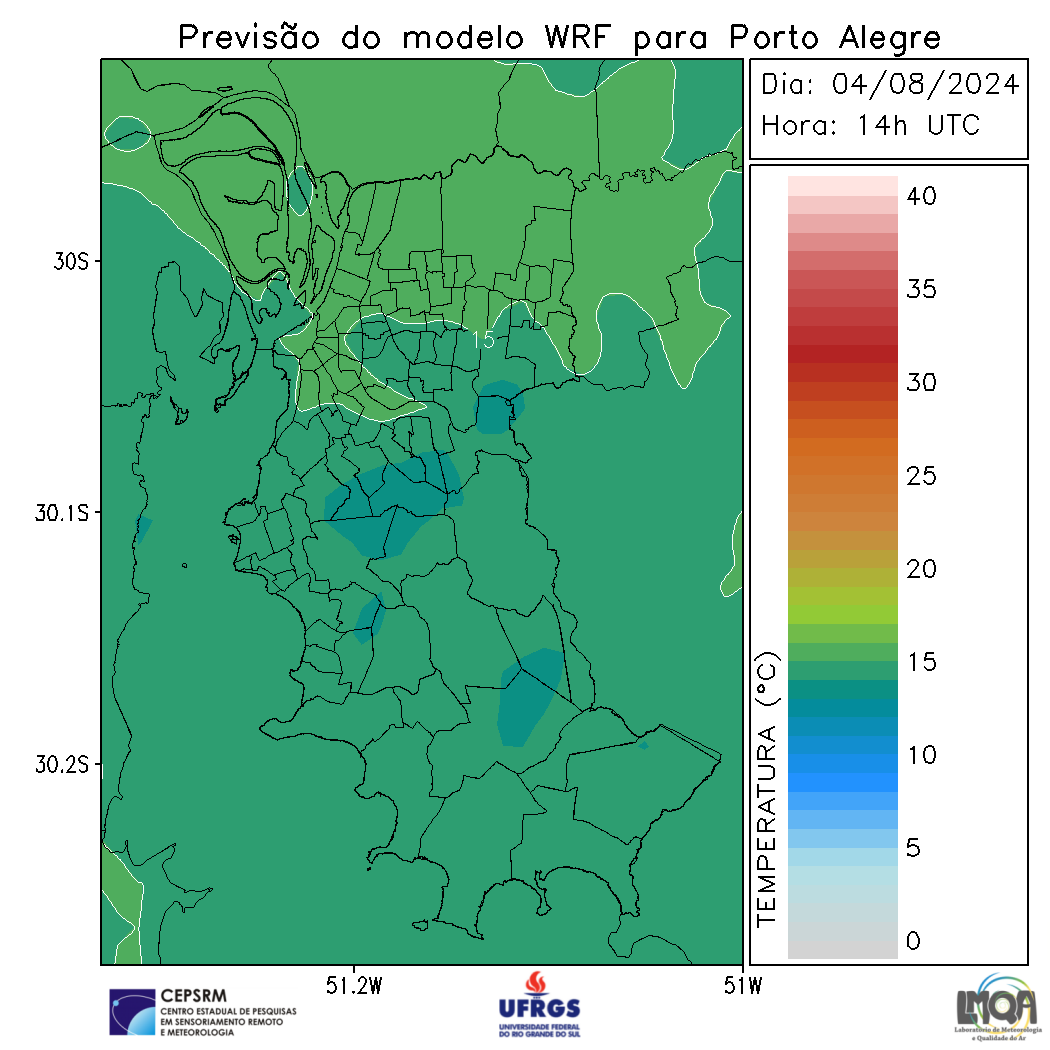 Previsão do modelo WRF para Porto Alegre
Dia: 04/08/2024
Hora: 14h UTC
40
35
30
25
20
15
10
5
0
TEMPERATURA (°C)
15
30S
30.1S
30.2S
51.2W
51W
CEPSRM
CENTRO ESTADUAL DE PESQUISAS
EM SENSORIAMENTO REMOTO
E METEOROLOGIA
UFRGS
UNIVERSIDADE FEDERAL
DO RIO GRANDE DO SUL
LMQA
Laboratório de Meteorologia
e Qualidade do Ar